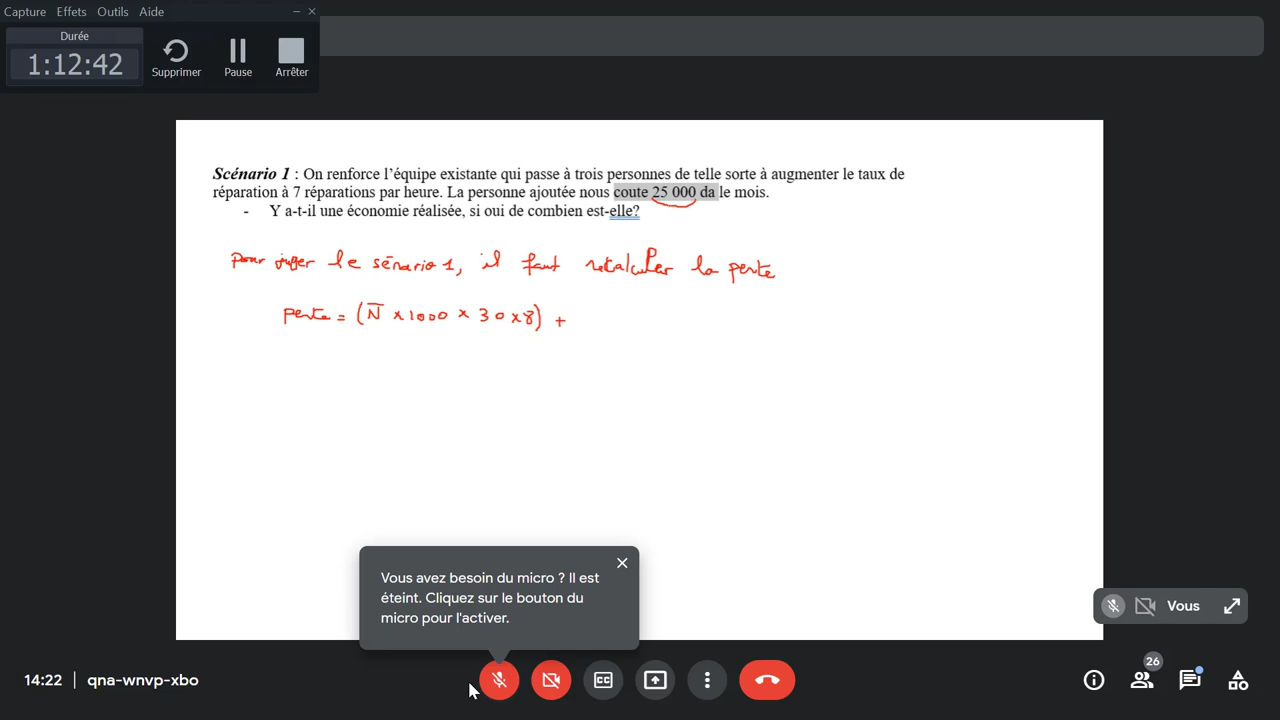 Capture Effets Outils Aide
Durée
1:12:42
Supprimer Pause Arrêter
Scénario 1 : On renforce l’équipe existante qui passe à trois personnes de telle sorte à augmenter le taux de
réparation à 7 réparations par heure. La personne ajoutée nous coute 25 000 da le mois.
- Y a-t-il une économie réalisée, si oui de combien est-elle?
Pour juger le sénario 1, il faut recalculer la perte
perte = (N̅ × 1000 × 30 × 8) +
Vous avez besoin du micro ? Il est
éteint. Cliquez sur le bouton du
micro pour l'activer.
Vous
14:22 qna-wnvp-xbo
CC
26